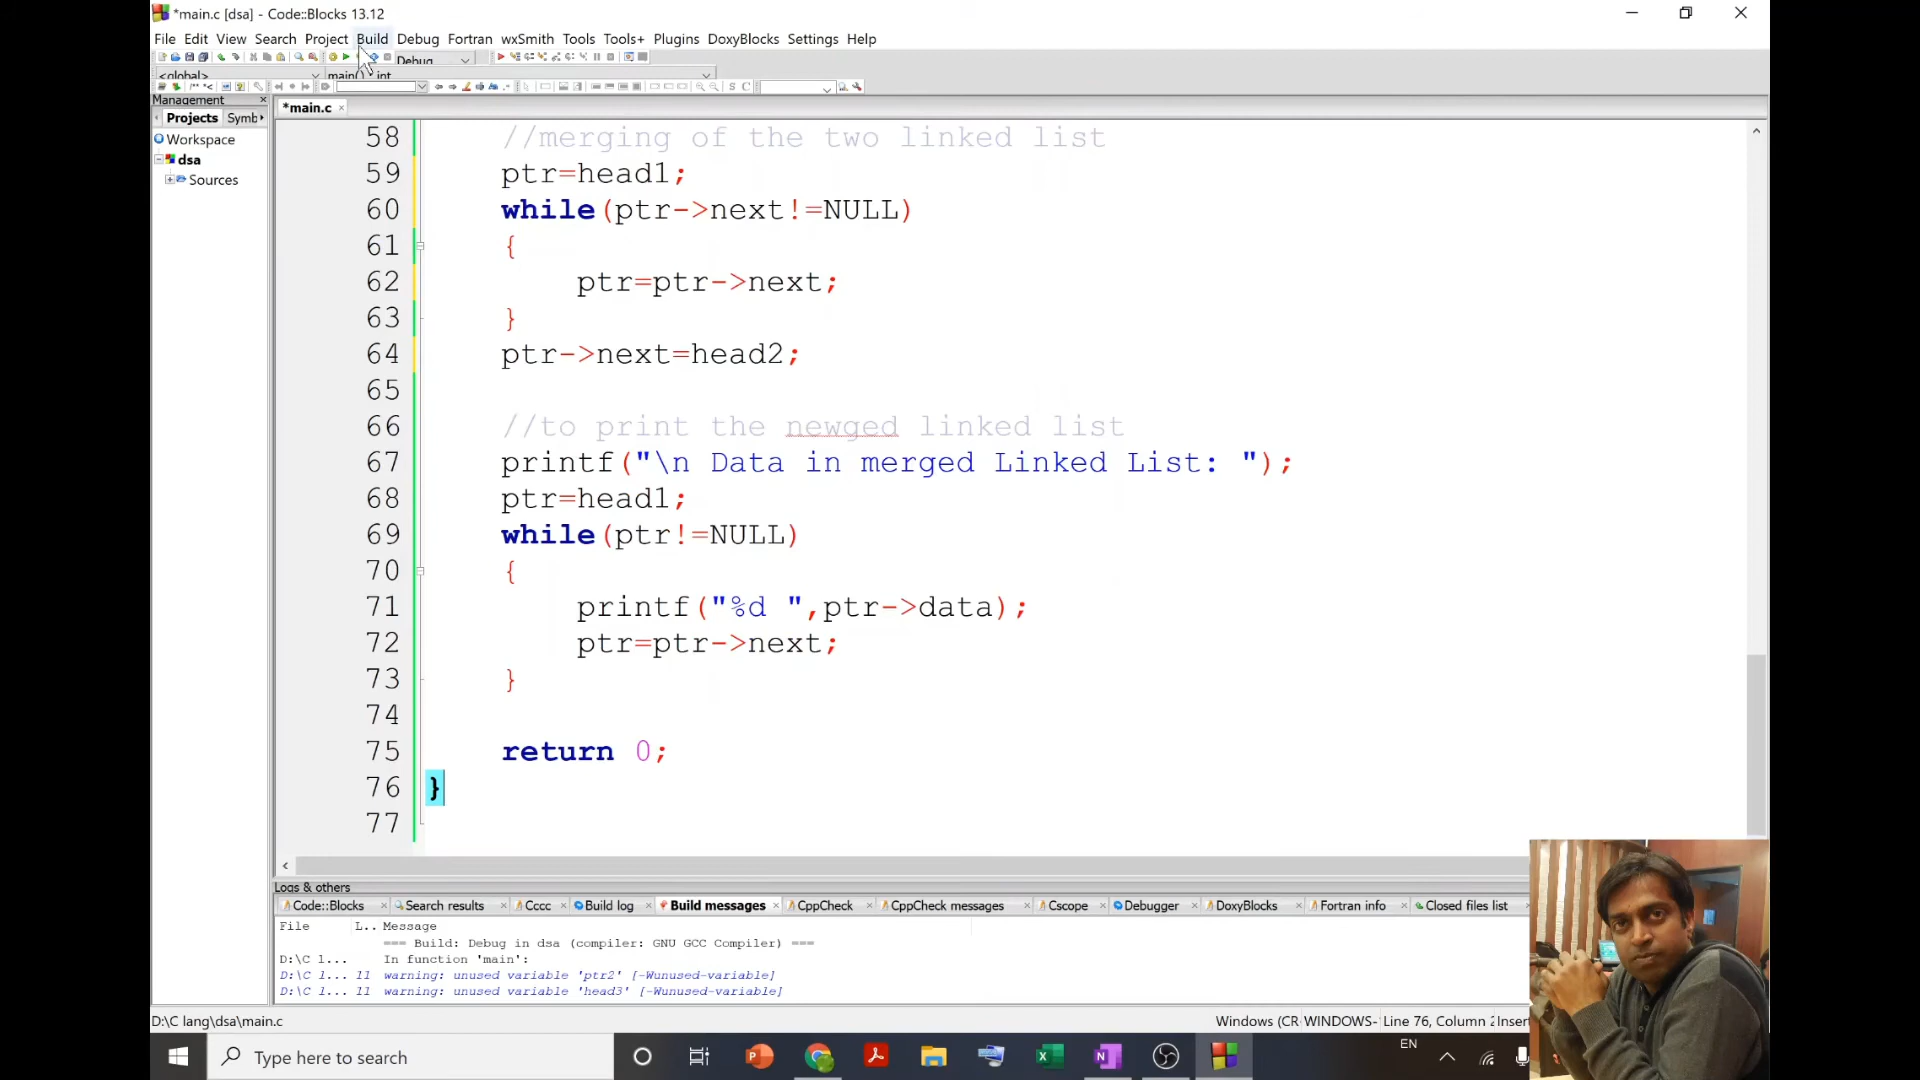 *main.c [dsa] - Code::Blocks 13.12
File Edit View Search Project Build Debug Fortran wxSmith Tools Tools+ Plugins DoxyBlocks Settings Help
Debug
<global> main() : int
Management
Projects Symb
*main.c
Workspace
dsa
Sources
58 //merging of the two linked list
59 ptr=head1;
60 while(ptr->next!=NULL)
61 {
62 ptr=ptr->next;
63 }
64 ptr->next=head2;
65
66 //to print the newged linked list
67 printf("\n Data in merged Linked List: ");
68 ptr=head1;
69 while(ptr!=NULL)
70 {
71 printf("%d ",ptr->data);
72 ptr=ptr->next;
73 }
74
75 return 0;
76 }
77
Logs & others
Code::Blocks Search results Cccc Build log Build messages CppCheck CppCheck messages Cscope Debugger DoxyBlocks Fortran info Closed files list
File L.. Message
=== Build: Debug in dsa (compiler: GNU GCC Compiler) ===
D:\C l... In function 'main':
D:\C l... 11 warning: unused variable 'ptr2' [-Wunused-variable]
D:\C l... 11 warning: unused variable 'head3' [-Wunused-variable]
D:\C lang\dsa\main.c Windows (CR WINDOWS- Line 76, Column 2 Insert
Type here to search EN